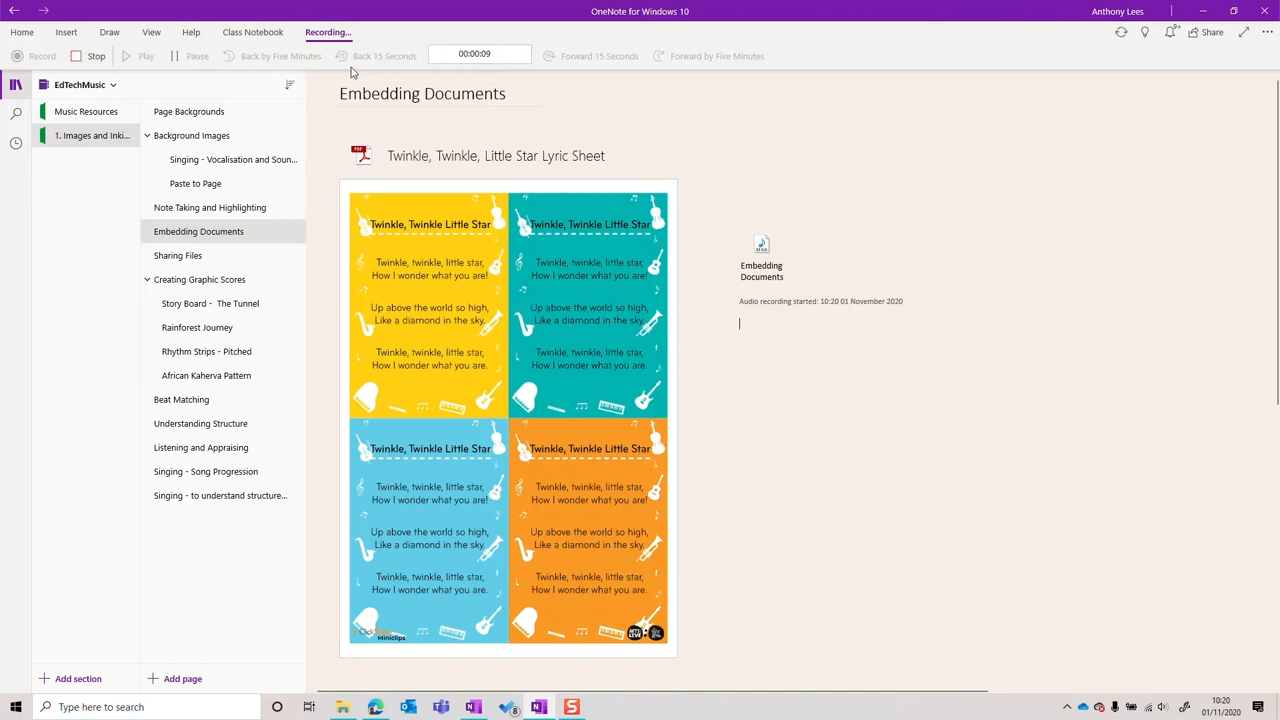 OneNote for Windows 10
Anthony Lees
Home Insert Draw View Help Class Notebook Recording...
Share
Record Stop Play Pause Back by Five Minutes Back 15 Seconds 00:00:09 Forward 15 Seconds Forward by Five Minutes
EdTechMusic
Music Resources
1. Images and Inki...
Page Backgrounds
Background Images
Singing - Vocalisation and Soun...
Paste to Page
Note Taking and Highlighting
Embedding Documents
Sharing Files
Creating Graphic Scores
Story Board - The Tunnel
Rainforest Journey
Rhythm Strips - Pitched
African Kaherva Pattern
Beat Matching
Understanding Structure
Listening and Appraising
Singing - Song Progression
Singing - to understand structure...
Add section
Add page
Embedding Documents
PDF
Twinkle, Twinkle, Little Star Lyric Sheet
Twinkle, Twinkle Little Star
Twinkle, twinkle, little star,
How I wonder what you are!
Up above the world so high,
Like a diamond in the sky.
Twinkle, twinkle, little star,
How I wonder what you are.
Twinkle, Twinkle Little Star
Twinkle, twinkle, little star,
How I wonder what you are!
Up above the world so high,
Like a diamond in the sky.
Twinkle, twinkle, little star,
How I wonder what you are.
Twinkle, Twinkle Little Star
Twinkle, twinkle, little star,
How I wonder what you are!
Up above the world so high,
Like a diamond in the sky.
Twinkle, twinkle, little star,
How I wonder what you are.
Miniclips
Twinkle, Twinkle Little Star
Twinkle, twinkle, little star,
How I wonder what you are!
Up above the world so high,
Like a diamond in the sky.
Twinkle, twinkle, little star,
How I wonder what you are.
M4A
Embedding
Documents
Audio recording started: 10:20 01 November 2020
Type here to search
8
10:20
01/11/2020